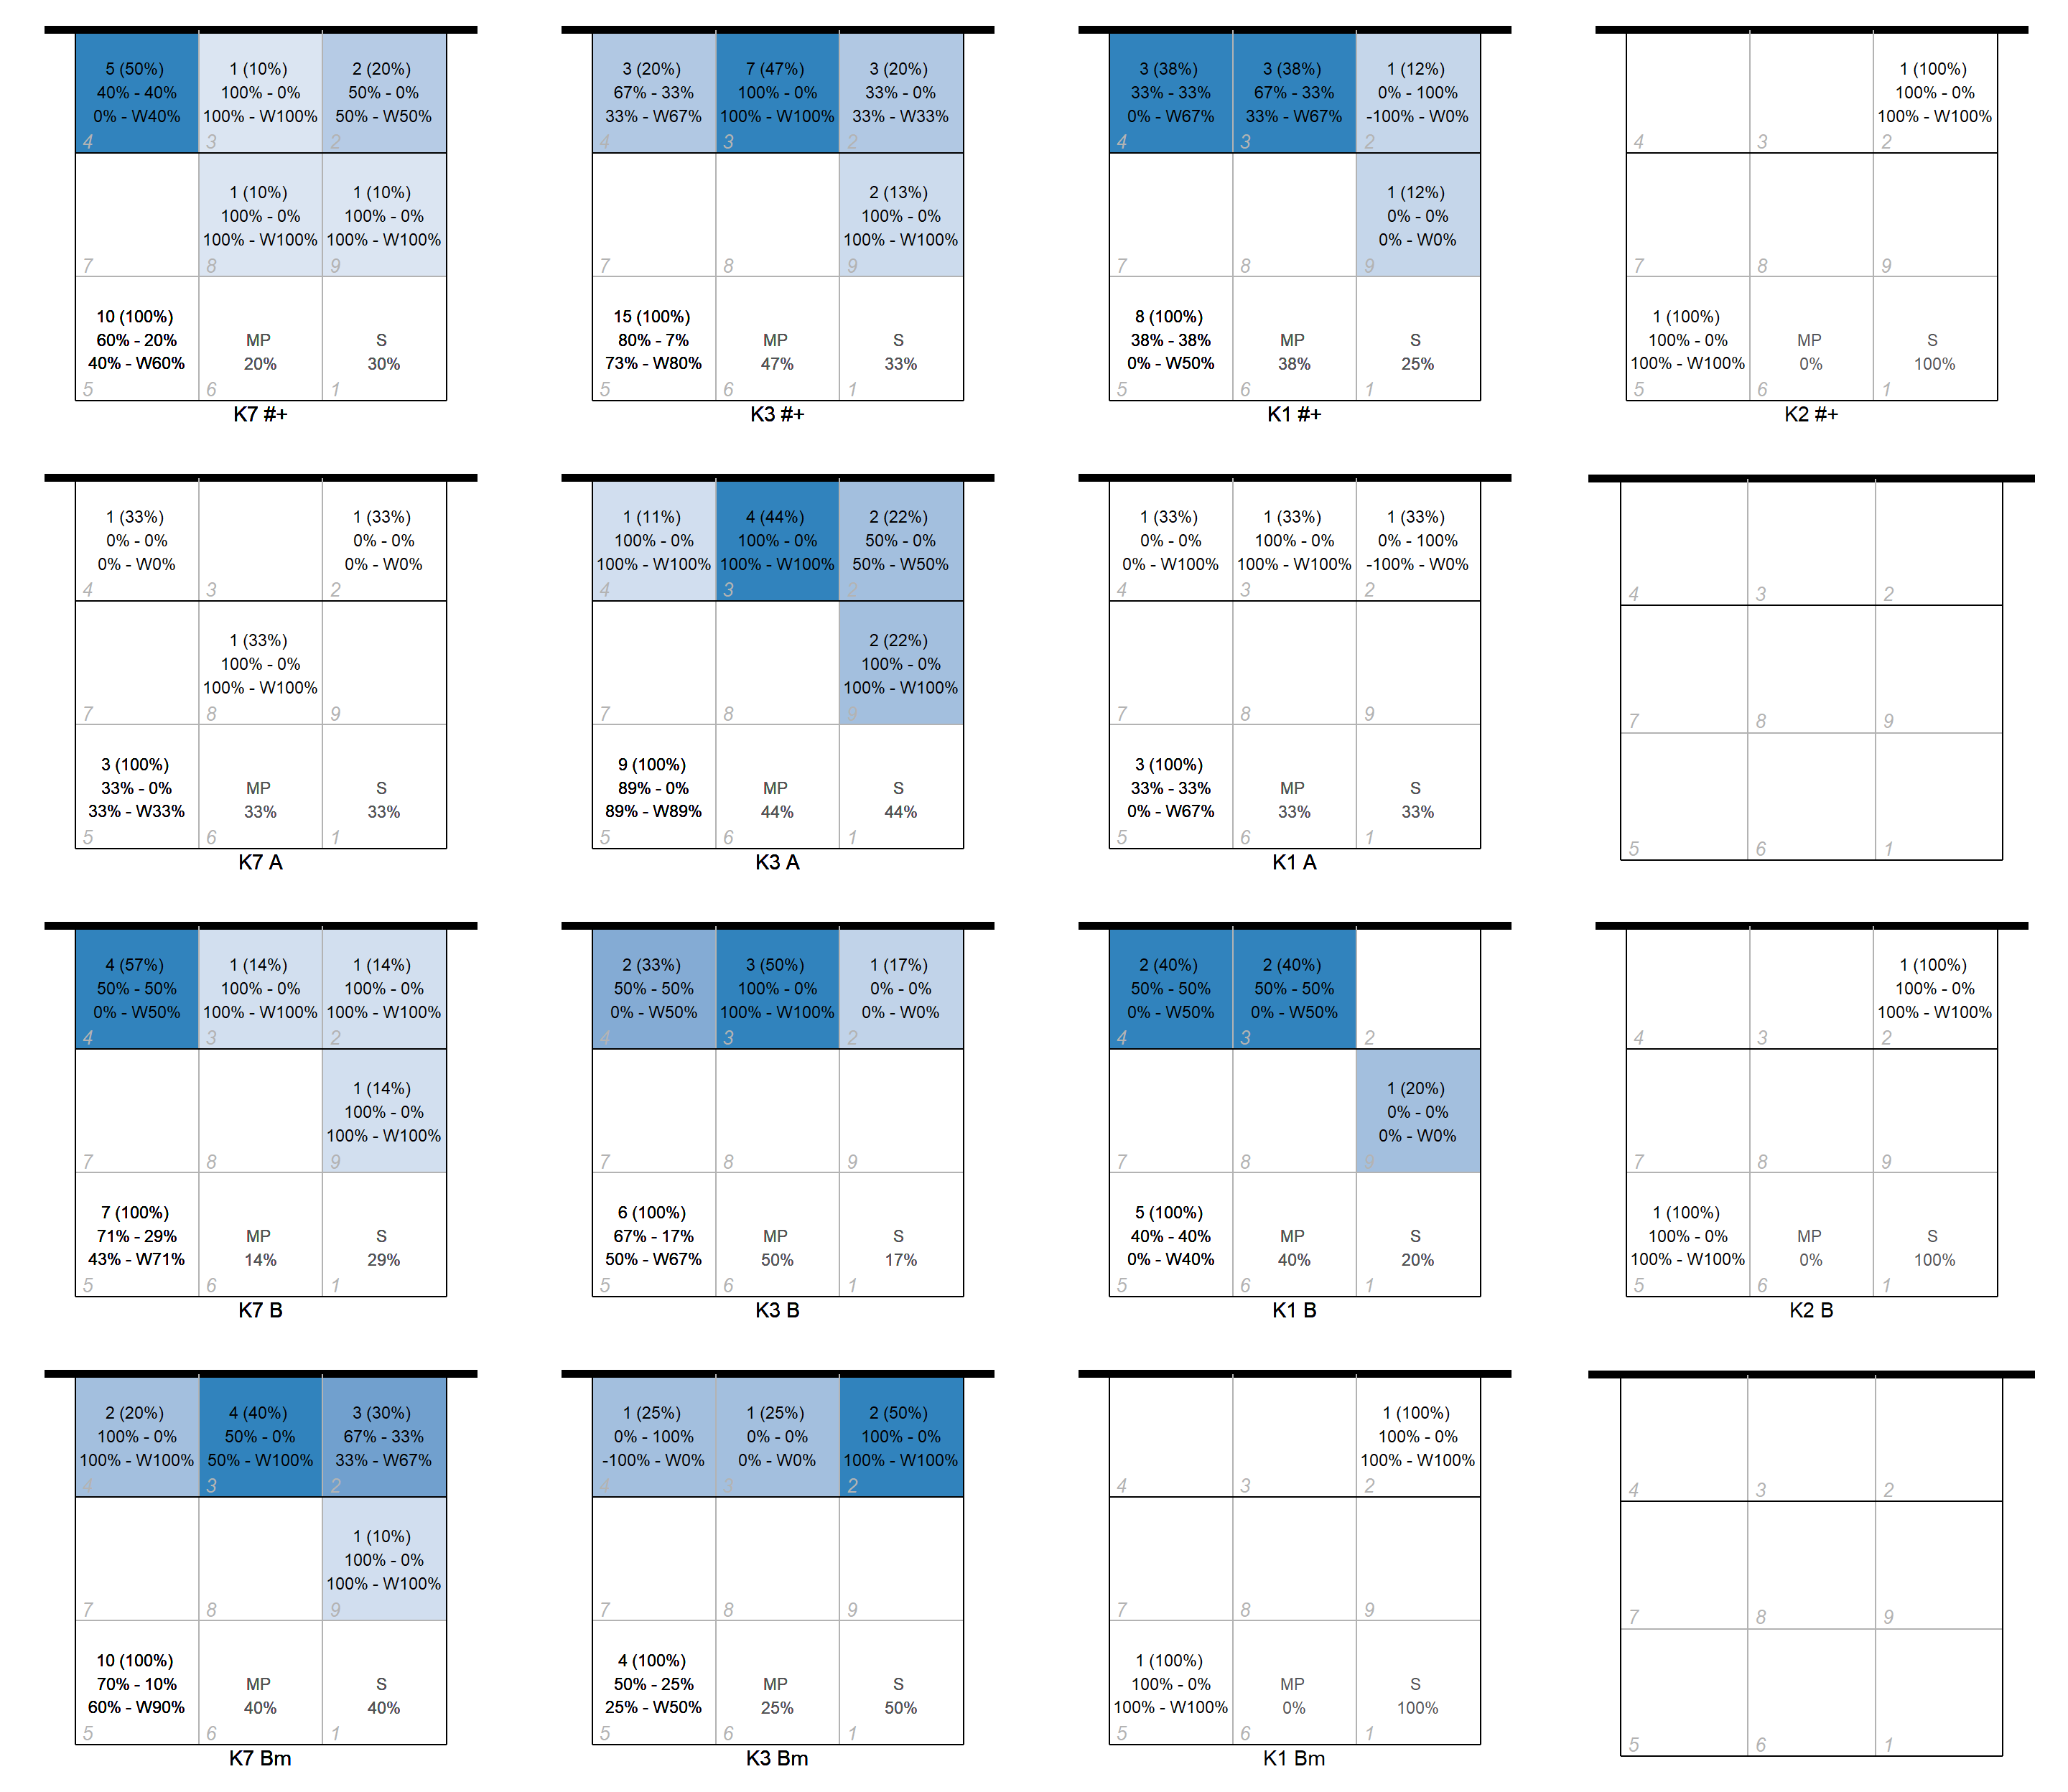 5 (50%)
40% - 40%
0% - W40%
4
1 (10%)
100% - 0%
100% - W100%
3
2 (20%)
50% - 0%
50% - W50%
2
7
1 (10%)
100% - 0%
100% - W100%
8
1 (10%)
100% - 0%
100% - W100%
9
10 (100%)
60% - 20%
40% - W60%
5
MP
20%
6
S
30%
1
K7 #+
3 (20%)
67% - 33%
33% - W67%
4
7 (47%)
100% - 0%
100% - W100%
3
3 (20%)
33% - 0%
33% - W33%
2
7
8
2 (13%)
100% - 0%
100% - W100%
9
15 (100%)
80% - 7%
73% - W80%
5
MP
47%
6
S
33%
1
K3 #+
3 (38%)
33% - 33%
0% - W67%
4
3 (38%)
67% - 33%
33% - W67%
3
1 (12%)
0% - 100%
-100% - W0%
2
7
8
1 (12%)
0% - 0%
0% - W0%
9
8 (100%)
38% - 38%
0% - W50%
5
MP
38%
6
S
25%
1
K1 #+
4
3
1 (100%)
100% - 0%
100% - W100%
2
7
8
9
1 (100%)
100% - 0%
100% - W100%
5
MP
0%
6
S
100%
1
K2 #+
1 (33%)
0% - 0%
0% - W0%
4
3
1 (33%)
0% - 0%
0% - W0%
2
7
1 (33%)
100% - 0%
100% - W100%
8
9
3 (100%)
33% - 0%
33% - W33%
5
MP
33%
6
S
33%
1
K7 A
1 (11%)
100% - 0%
100% - W100%
4
4 (44%)
100% - 0%
100% - W100%
3
2 (22%)
50% - 0%
50% - W50%
2
7
8
2 (22%)
100% - 0%
100% - W100%
9
9 (100%)
89% - 0%
89% - W89%
5
MP
44%
6
S
44%
1
K3 A
1 (33%)
0% - 0%
0% - W100%
4
1 (33%)
100% - 0%
100% - W100%
3
1 (33%)
0% - 100%
-100% - W0%
2
7
8
9
3 (100%)
33% - 33%
0% - W67%
5
MP
33%
6
S
33%
1
K1 A
4
3
2
7
8
9
5
6
1
4 (57%)
50% - 50%
0% - W50%
4
1 (14%)
100% - 0%
100% - W100%
3
1 (14%)
100% - 0%
100% - W100%
2
7
8
1 (14%)
100% - 0%
100% - W100%
9
7 (100%)
71% - 29%
43% - W71%
5
MP
14%
6
S
29%
1
K7 B
2 (33%)
50% - 50%
0% - W50%
4
3 (50%)
100% - 0%
100% - W100%
3
1 (17%)
0% - 0%
0% - W0%
2
7
8
9
6 (100%)
67% - 17%
50% - W67%
5
MP
50%
6
S
17%
1
K3 B
2 (40%)
50% - 50%
0% - W50%
4
2 (40%)
50% - 50%
0% - W50%
3
2
7
8
1 (20%)
0% - 0%
0% - W0%
9
5 (100%)
40% - 40%
0% - W40%
5
MP
40%
6
S
20%
1
K1 B
4
3
1 (100%)
100% - 0%
100% - W100%
2
7
8
9
1 (100%)
100% - 0%
100% - W100%
5
MP
0%
6
S
100%
1
K2 B
2 (20%)
100% - 0%
100% - W100%
4
4 (40%)
50% - 0%
50% - W100%
3
3 (30%)
67% - 33%
33% - W67%
2
7
8
1 (10%)
100% - 0%
100% - W100%
9
10 (100%)
70% - 10%
60% - W90%
5
MP
40%
6
S
40%
1
K7 Bm
1 (25%)
0% - 100%
-100% - W0%
4
1 (25%)
0% - 0%
0% - W0%
3
2 (50%)
100% - 0%
100% - W100%
2
7
8
9
4 (100%)
50% - 25%
25% - W50%
5
MP
25%
6
S
50%
1
K3 Bm
4
3
1 (100%)
100% - 0%
100% - W100%
2
7
8
9
1 (100%)
100% - 0%
100% - W100%
5
MP
0%
6
S
100%
1
K1 Bm
4
3
2
7
8
9
5
6
1